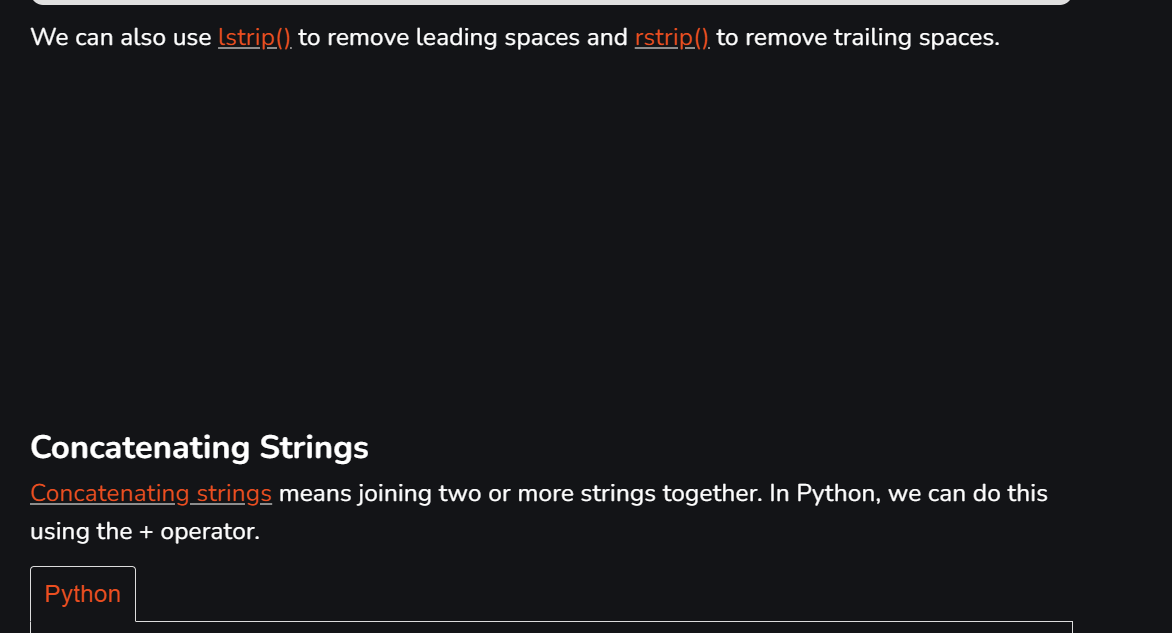 We can also use lstrip() to remove leading spaces and rstrip() to remove trailing spaces.
Concatenating Strings
Concatenating strings means joining two or more strings together. In Python, we can do this
using the + operator.
Python